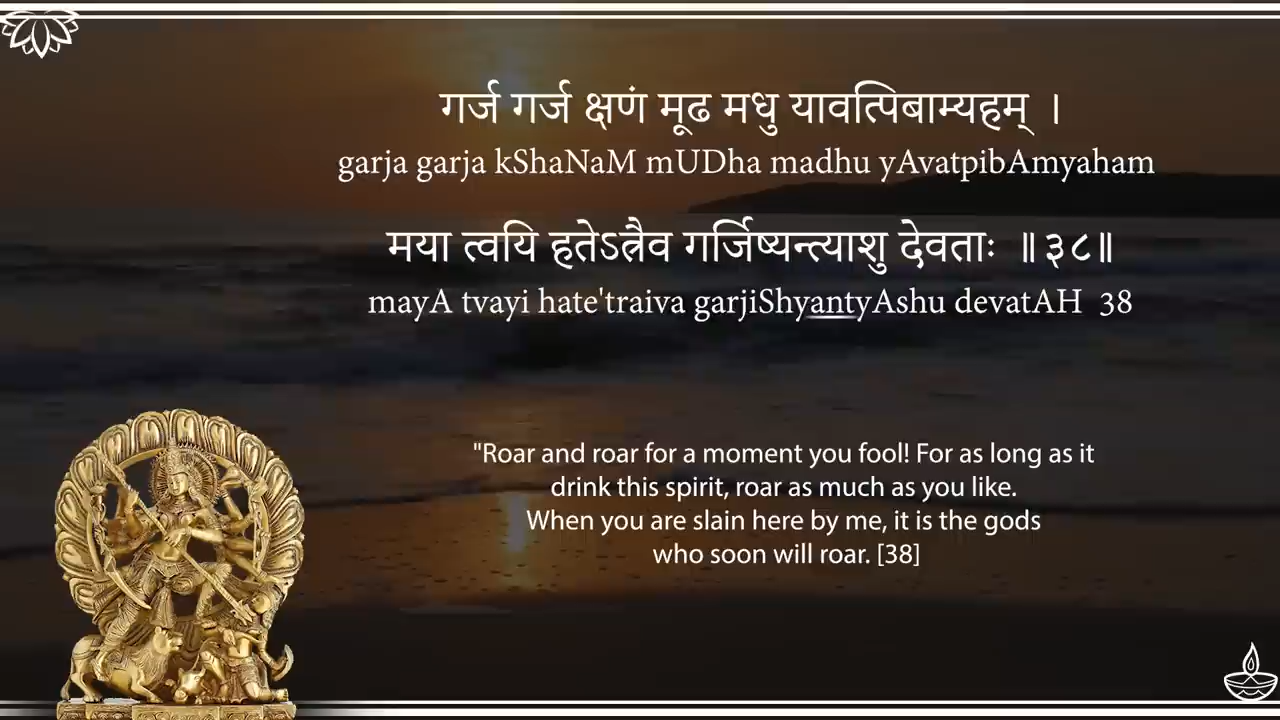 गर्ज गर्ज क्षणं मूढ मधु यावत्पिबाम्यहम् ।
garja garja kShaNaM mUDha madhu yAvatpibAmyaham
मया त्वयि हतेऽत्रैव गर्जिष्यन्त्याशु देवताः ॥३८॥
mayA tvayi hate'traiva garjiShyantyAshu devatAH 38
"Roar and roar for a moment you fool! For as long as it
drink this spirit, roar as much as you like.
When you are slain here by me, it is the gods
who soon will roar. [38]